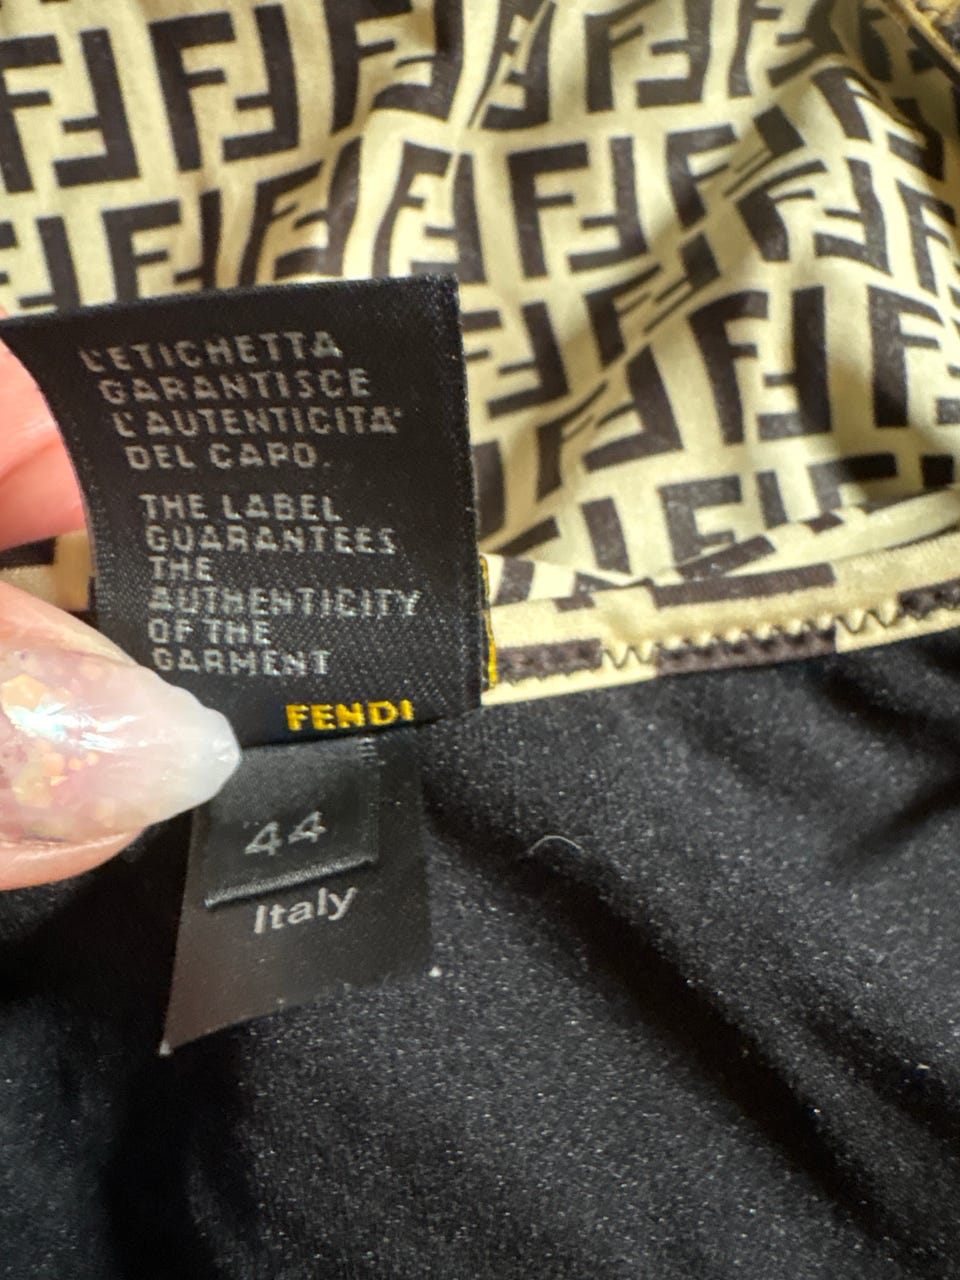 L'ETICHETTA
GARANTISCE
L'AUTENTICITA'
DEL CAPO.
THE LABEL
GUARANTEES
THE
AUTHENTICITY
OF THE
GARMENT
FENDI
44
Italy